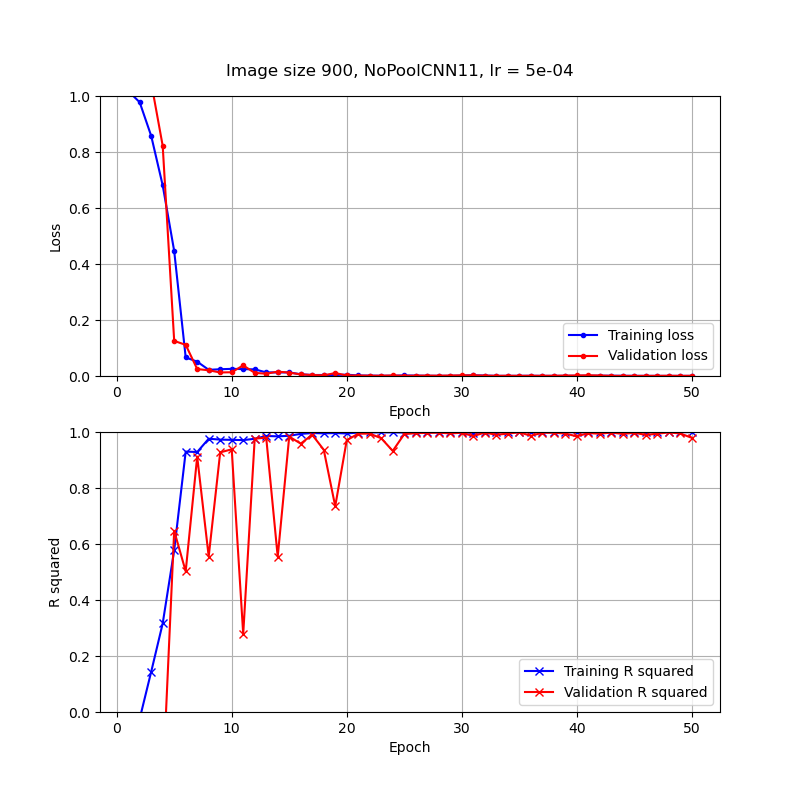 Image size 900, NoPoolCNN11, lr = 5e-04
1.0
0.8
0.6
0.4
0.2
0.0
Loss
Training loss
Validation loss
0 10 20 30 40 50
Epoch
1.0
0.8
0.6
0.4
0.2
0.0
R squared
Training R squared
Validation R squared
0 10 20 30 40 50
Epoch